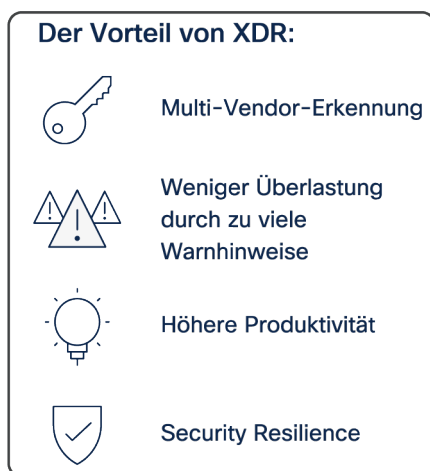 Der Vorteil von XDR:
Multi-Vendor-Erkennung
Weniger Überlastung
durch zu viele
Warnhinweise
Höhere Produktivität
Security Resilience